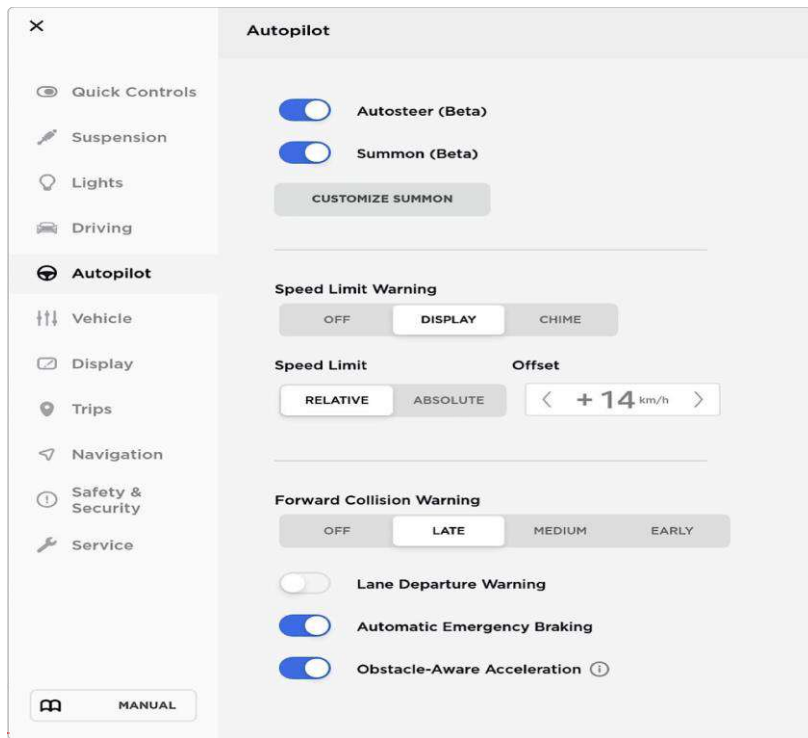 Autopilot
Quick Controls
Suspension
Lights
Driving
Autopilot
Vehicle
Display
Trips
Navigation
Safety &
Security
Service
MANUAL
Autosteer (Beta)
Summon (Beta)
CUSTOMIZE SUMMON
Speed Limit Warning
OFF DISPLAY CHIME
Speed Limit Offset
RELATIVE ABSOLUTE + 14 km/h
Forward Collision Warning
OFF LATE MEDIUM EARLY
Lane Departure Warning
Automatic Emergency Braking
Obstacle-Aware Acceleration